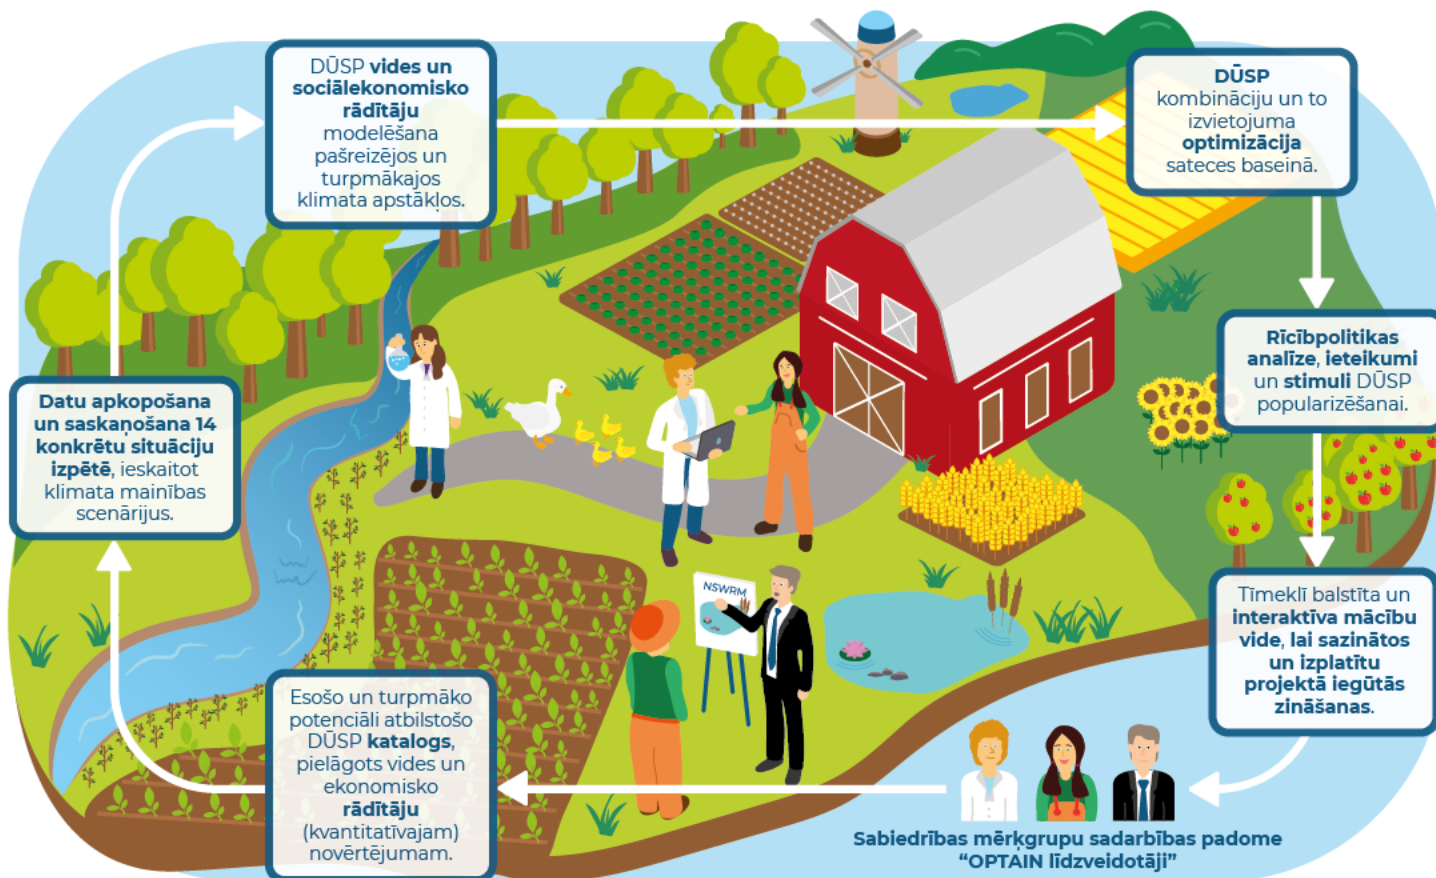 DŪSP vides un
sociālekonomisko
rādītāju
modelēšana
pašreizējos un
turpmākajos
klimata apstākļos.
DŪSP
kombināciju un to
izvietojuma
optimizācija
sateces baseinā.
Rīcībpolitikas
analīze, ieteikumi
un stimuli DŪSP
popularizēšanai.
Datu apkopošana
un saskaņošana 14
konkrētu situāciju
izpētē, ieskaitot
klimata mainības
scenārijus.
NSWRM
Tīmeklī balstīta un
interaktīva mācību
vide, lai sazinātos
un izplatītu
projektā iegūtās
zināšanas.
Esošo un turpmāko
potenciāli atbilstošo
DŪSP katalogs,
pielāgots vides un
ekonomisko
rādītāju
(kvantitatīvajam)
novērtējumam.
Sabiedrības mērķgrupu sadarbības padome
“OPTAIN līdzveidotāji”